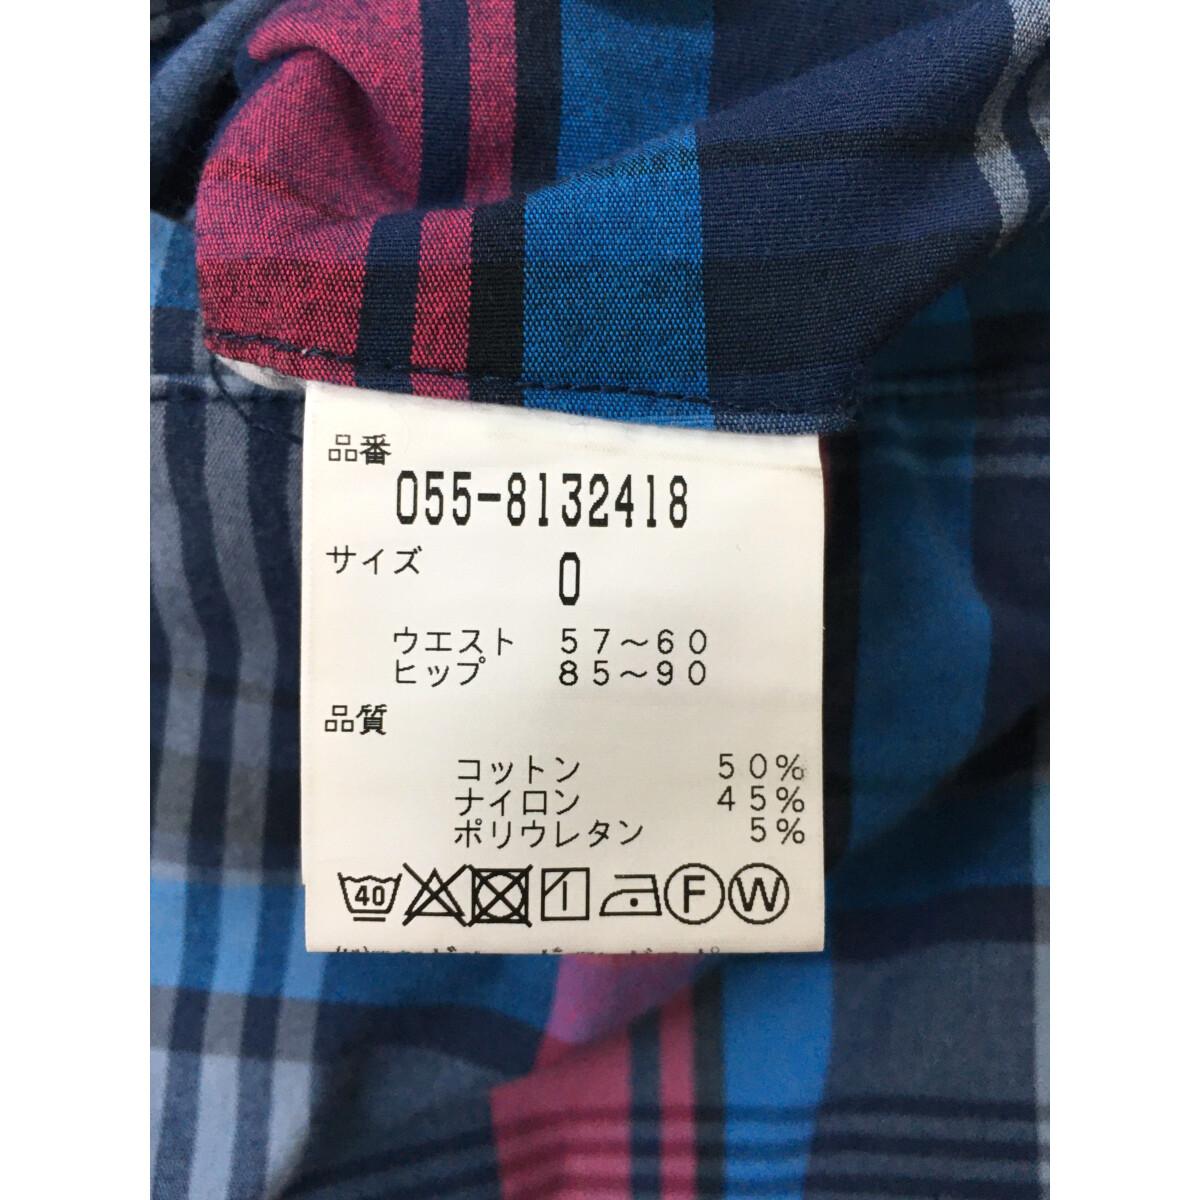 品番
055-8132418
サイズ 0
ウエスト 57～60
ヒップ 85～90
品質
コットン 50%
ナイロン 45%
ポリウレタン 5%
40 F W